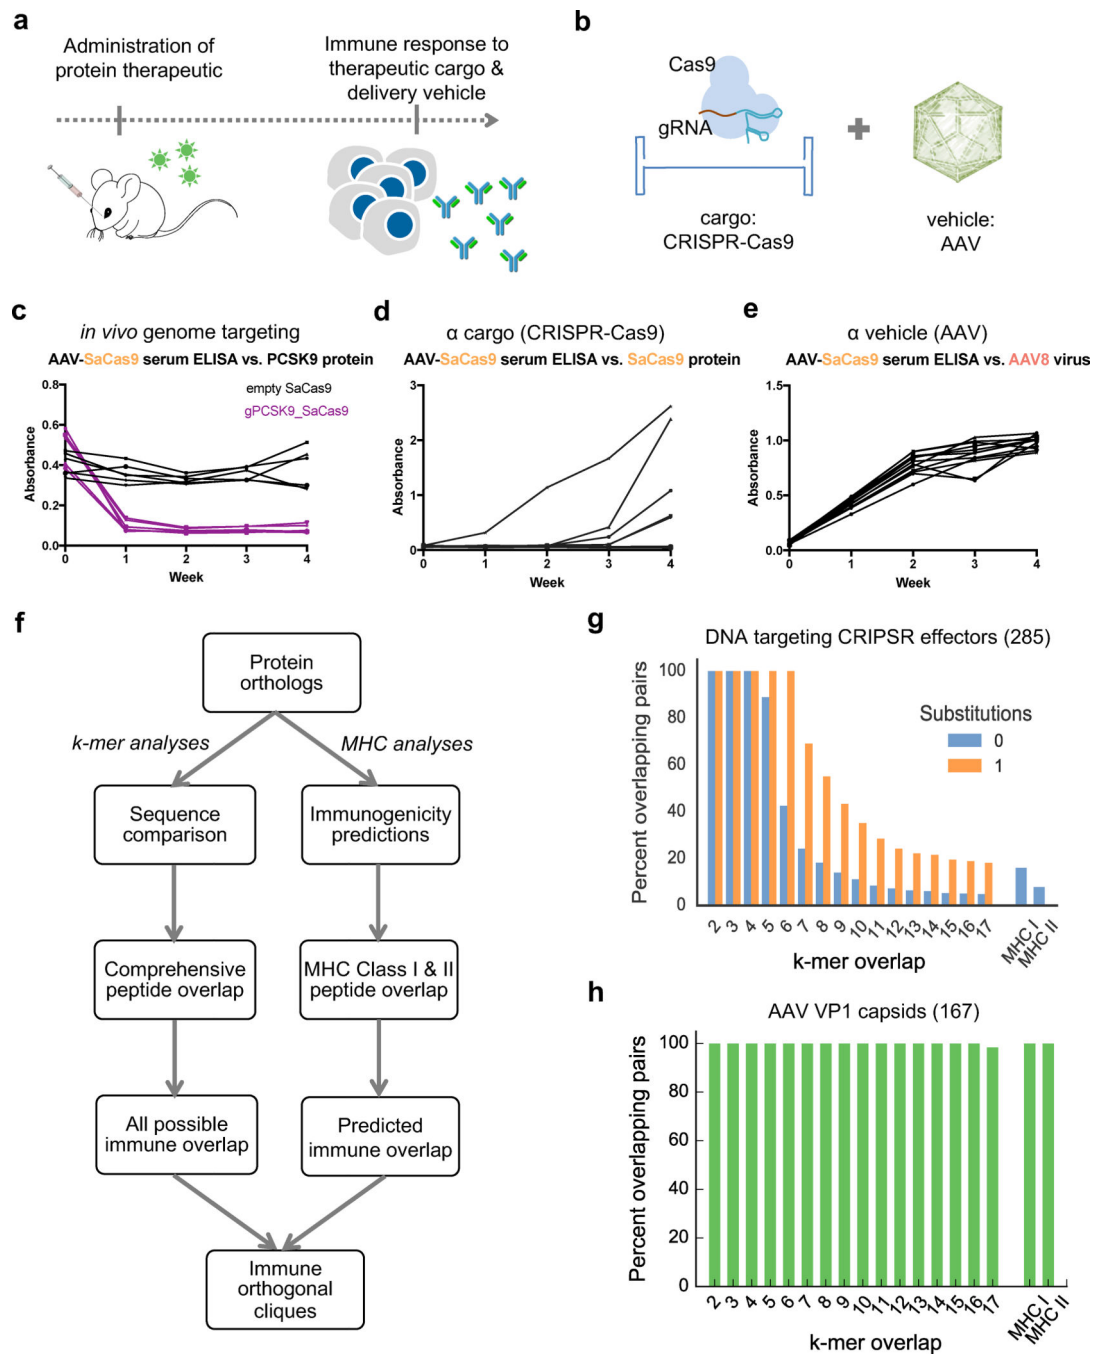 a
Administration of
protein therapeutic
Immune response to
therapeutic cargo &
delivery vehicle
b
Cas9
gRNA
cargo:
CRISPR-Cas9
vehicle:
AAV
c
in vivo genome targeting
AAV-SaCas9 serum ELISA vs. PCSK9 protein
empty SaCas9
gPCSK9_SaCas9
Absorbance
0.8
0.6
0.4
0.2
0.0
0 1 2 3 4
Week
d
α cargo (CRISPR-Cas9)
AAV-SaCas9 serum ELISA vs. SaCas9 protein
Absorbance
3
2
1
0
0 1 2 3 4
Week
e
α vehicle (AAV)
AAV-SaCas9 serum ELISA vs. AAV8 virus
Absorbance
1.5
1.0
0.5
0.0
0 1 2 3 4
Week
f
Protein
orthologs
k-mer analyses
MHC analyses
Sequence
comparison
Immunogenicity
predictions
Comprehensive
peptide overlap
MHC Class I & II
peptide overlap
All possible
immune overlap
Predicted
immune overlap
Immune
orthogonal
cliques
g
DNA targeting CRIPSR effectors (285)
Percent overlapping pairs
100
80
60
40
20
0
Substitutions
0
1
2 3 4 5 6 7 8 9 10 11 12 13 14 15 16 17 MHC I MHC II
k-mer overlap
h
AAV VP1 capsids (167)
Percent overlapping pairs
100
80
60
40
20
0
2 3 4 5 6 7 8 9 10 11 12 13 14 15 16 17 MHC I MHC II
k-mer overlap